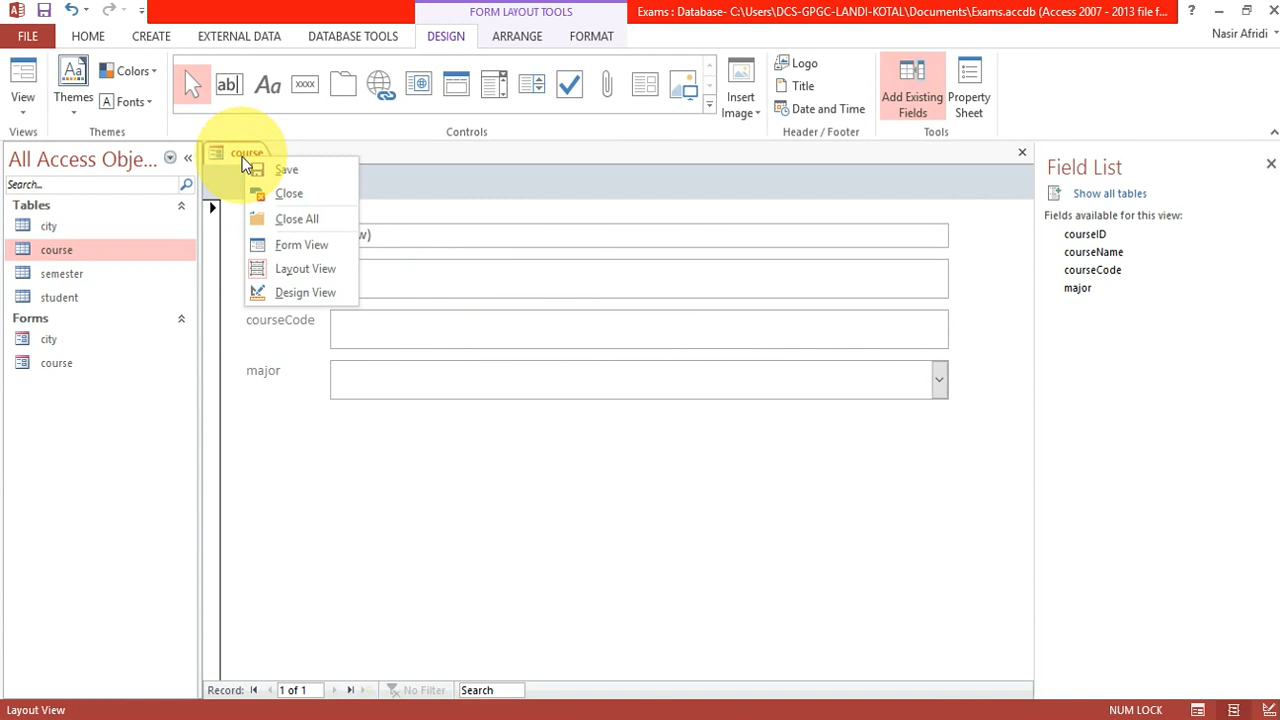 FORM LAYOUT TOOLS
Exams : Database- C:\Users\DCS-GPGC-LANDI-KOTAL\Documents\Exams.accdb (Access 2007 - 2013 file f...
?
FILE HOME CREATE EXTERNAL DATA DATABASE TOOLS DESIGN ARRANGE FORMAT
Nasir Afridi
View
Views
Aa
Themes
Colors
A Fonts
Themes
ab|
Aa
xxxx
Controls
Insert
Image
Logo
Title
Date and Time
Header / Footer
Add Existing
Fields
Property
Sheet
Tools
All Access Obje...
Search...
Tables
city
course
semester
student
Forms
city
course
course
Save
Close
Close All
Form View
Layout View
Design View
w)
courseCode
major
Record: 1 of 1 No Filter Search
Field List
Show all tables
Fields available for this view:
courseID
courseName
courseCode
major
Layout View
NUM LOCK